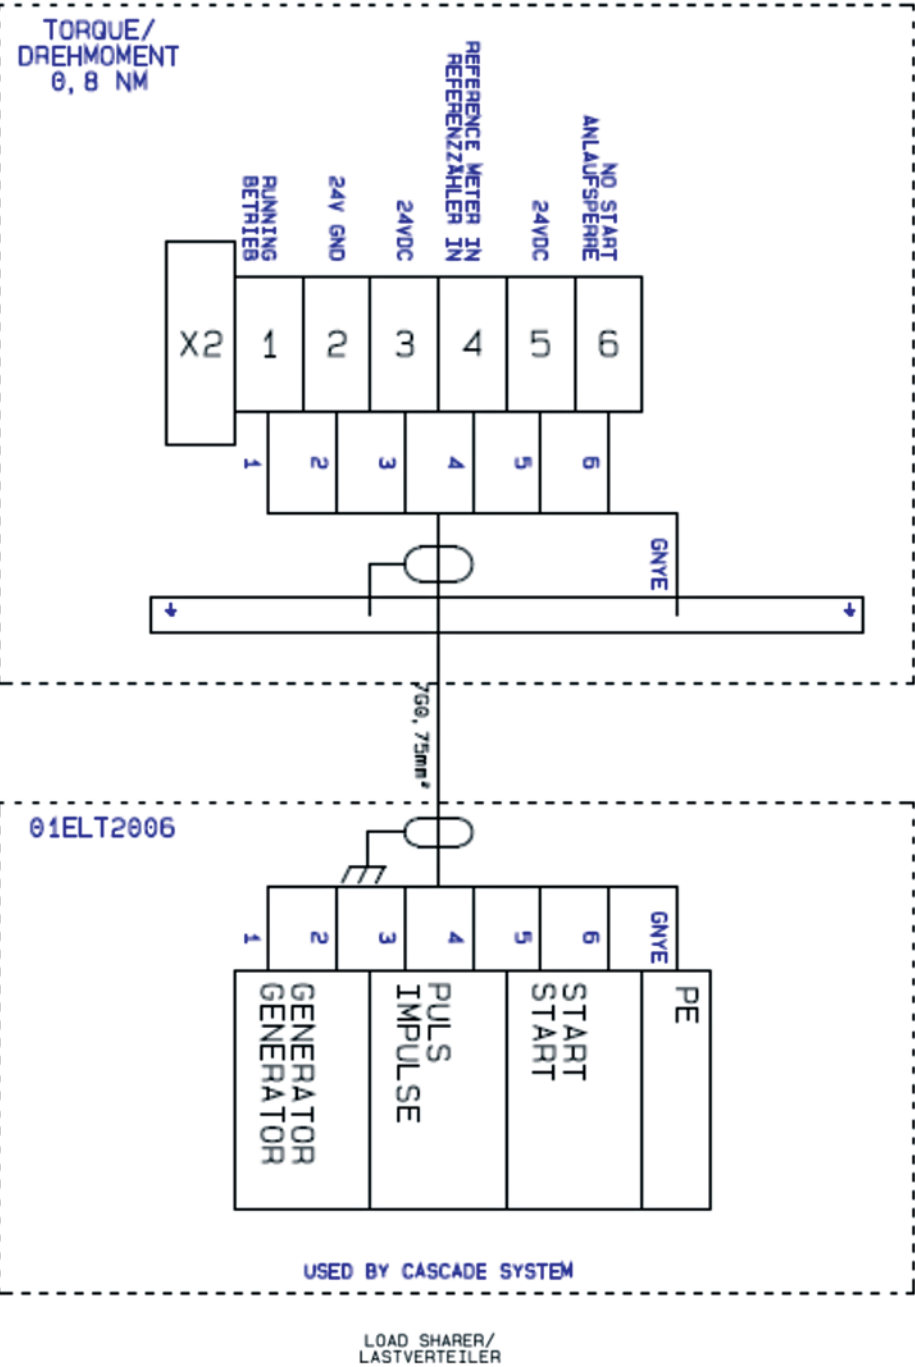 TORQUE/
DREHMOMENT
0,8 NM
RUNNING
BETRIEB
24V GND
24VDC
REFERENCE METER IN
REFERENZZÄHLER IN
24VDC
NO START
ANLAUFSPERRE
X2 1 2 3 4 5 6
1 2 3 4 5 6
GNYE
7G0,75mm²
01ELT2006
1 2 3 4 5 6 GNYE
GENERATOR
GENERATOR
PULS
IMPULSE
START
START
PE
USED BY CASCADE SYSTEM
LOAD SHARER/
LASTVERTEILER